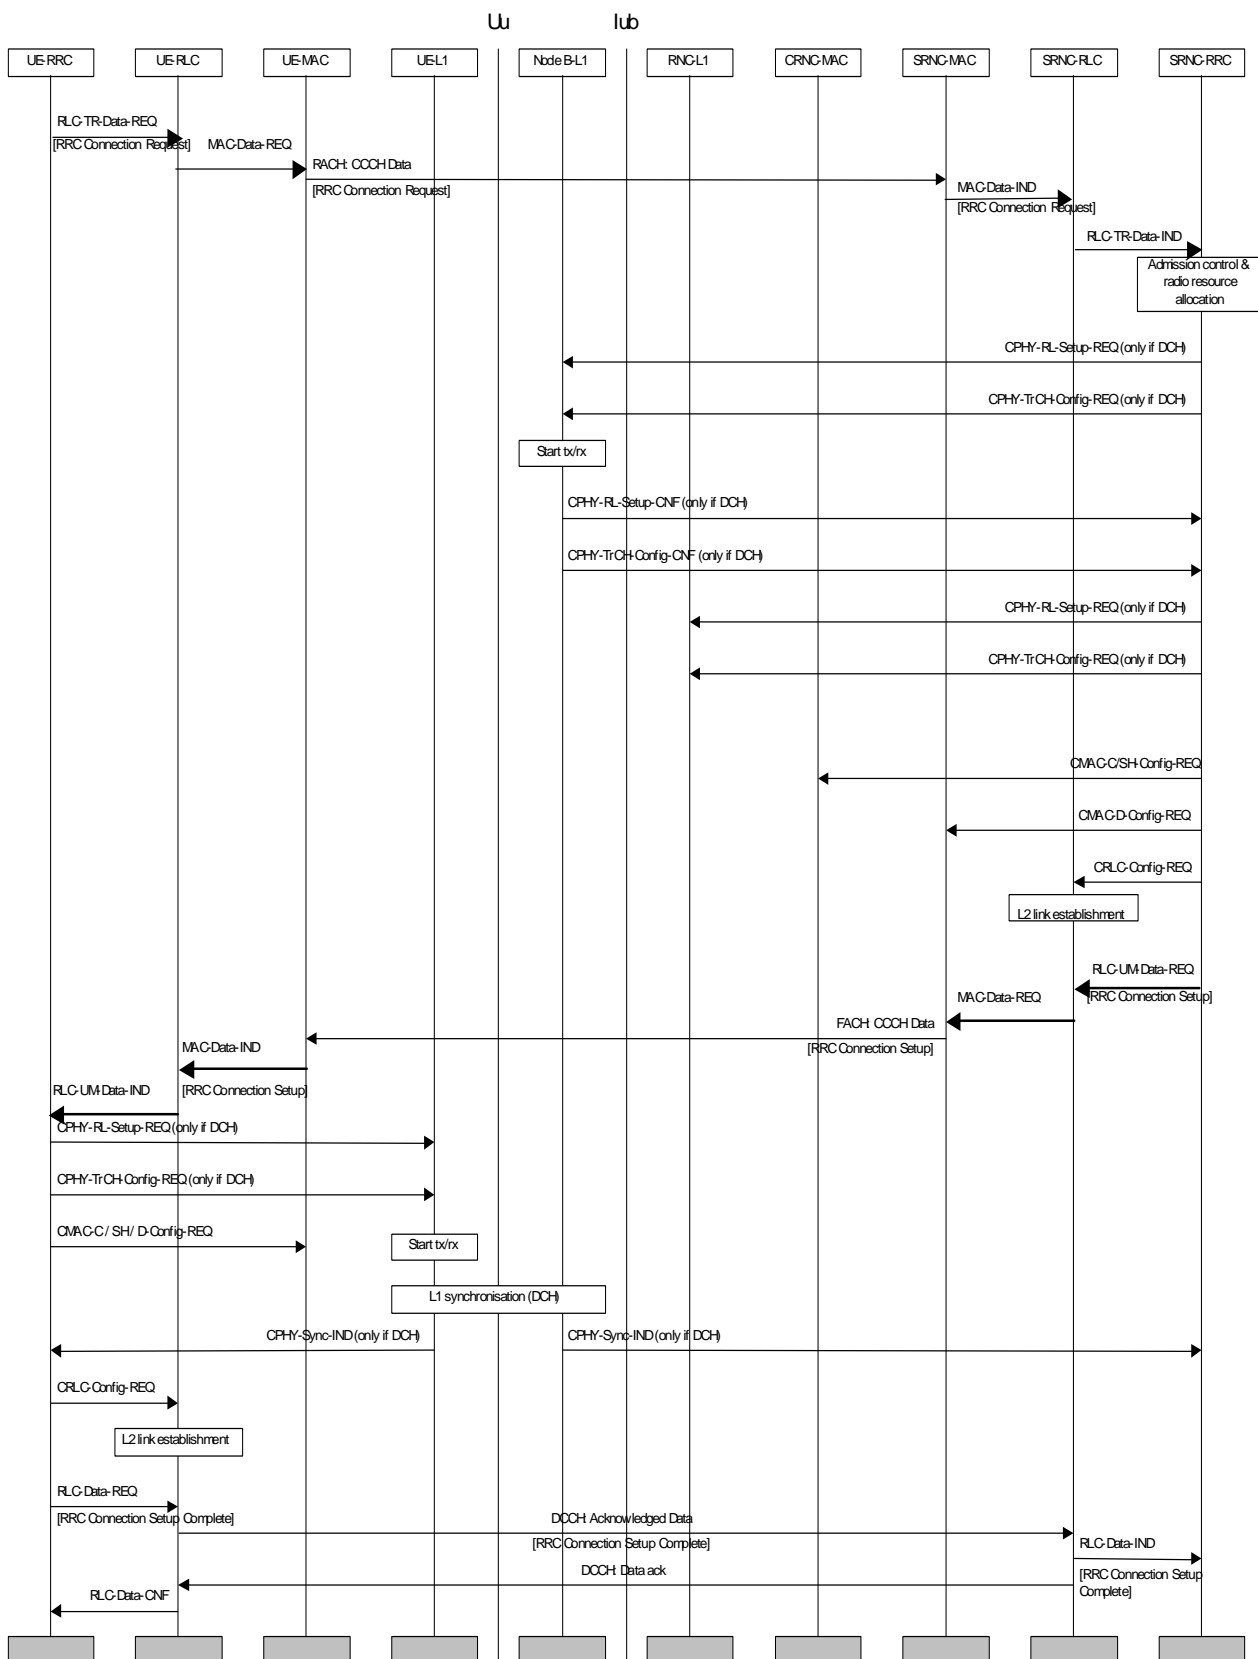 Uu
Iub
UE-RRC
UE-RLC
UE-MAC
UE-L1
Node B-L1
RNC-L1
CRNC-MAC
SRNC-MAC
SRNC-RLC
SRNC-RRC
RLC-TR-Data-REQ
[RRC Connection Request]
MAC-Data-REQ
RACH: CCCH Data
[RRC Connection Request]
MAC-Data-IND
[RRC Connection Request]
RLC-TR-Data-IND
Admission control &
radio resource
allocation
CPHY-RL-Setup-REQ (only if DCH)
CPHY-TrCH-Config-REQ (only if DCH)
Start tx/rx
CPHY-RL-Setup-CNF (only if DCH)
CPHY-TrCH-Config-CNF (only if DCH)
CPHY-RL-Setup-REQ (only if DCH)
CPHY-TrCH-Config-REQ (only if DCH)
CMAC-C/SH-Config-REQ
CMAC-D-Config-REQ
CRLC-Config-REQ
L2 link establishment
RLC-UM-Data-REQ
[RRC Connection Setup]
MAC-Data-REQ
FACH: CCCH Data
[RRC Connection Setup]
MAC-Data-IND
[RRC Connection Setup]
RLC-UM-Data-IND
CPHY-RL-Setup-REQ (only if DCH)
CPHY-TrCH-Config-REQ (only if DCH)
CMAC-C / SH / D-Config-REQ
Start tx/rx
L1 synchronisation (DCH)
CPHY-Sync-IND (only if DCH)
CPHY-Sync-IND (only if DCH)
CRLC-Config-REQ
L2 link establishment
RLC-Data-REQ
[RRC Connection Setup Complete]
DCCH: Acknowledged Data
[RRC Connection Setup Complete]
RLC-Data-IND
[RRC Connection Setup
Complete]
DCCH: Data ack
RLC-Data-CNF